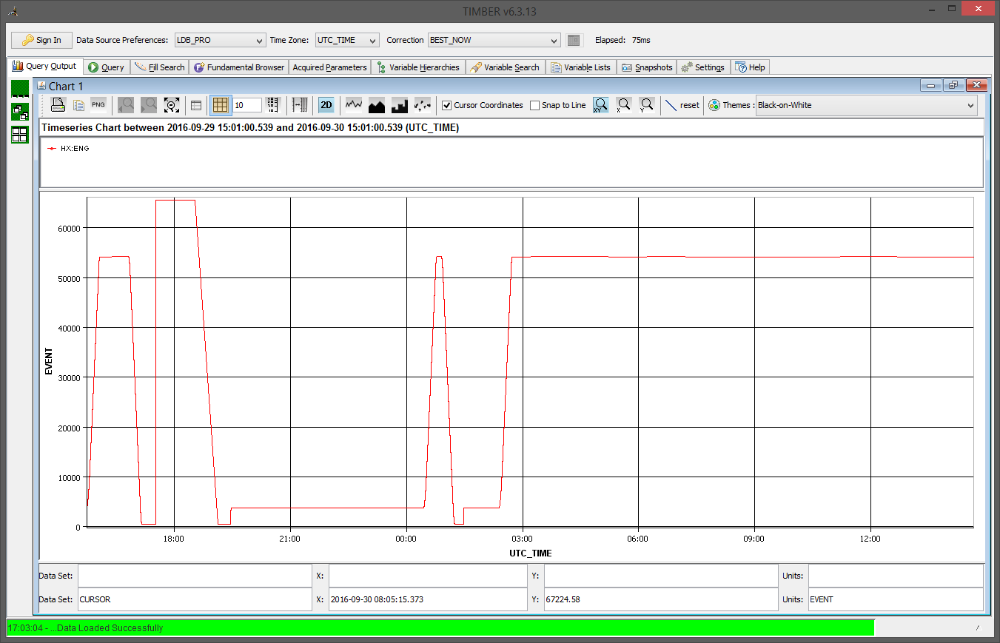 TIMBER v6.3.13
Sign In Data Source Preferences: LDB_PRO Time Zone: UTC_TIME Correction BEST_NOW Elapsed: 75ms
Query Output Query Fill Search Fundamental Browser Acquired Parameters Variable Hierarchies Variable Search Variable Lists Snapshots Settings Help
Chart 1
PNG 10 2D Cursor Coordinates Snap to Line XY X Y reset Themes : Black-on-White
Timeseries Chart between 2016-09-29 15:01:00.539 and 2016-09-30 15:01:00.539 (UTC_TIME)
HX:ENG
60000
50000
40000
30000
20000
10000
0
EVENT
18:00 21:00 00:00 03:00 06:00 09:00 12:00
UTC_TIME
Data Set: X: Y: Units:
Data Set: CURSOR X: 2016-09-30 08:05:15.373 Y: 67224.58 Units: EVENT
17:03:04 - ...Data Loaded Successfully